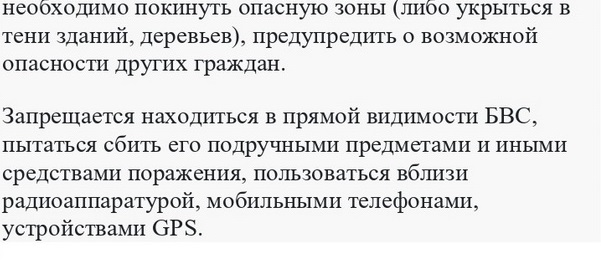 необходимо покинуть опасную зоны (либо укрыться в
тени зданий, деревьев), предупредить о возможной
опасности других граждан.
Запрещается находиться в прямой видимости БВС,
пытаться сбить его подручными предметами и иными
средствами поражения, пользоваться вблизи
радиоаппаратурой, мобильными телефонами,
устройствами GPS.